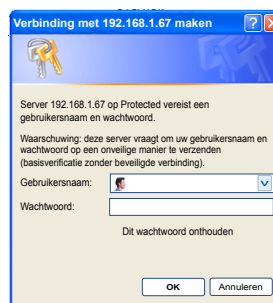 Verbinding met 192.168.1.67 maken
Server 192.168.1.67 op Protected vereist een
gebruikersnaam en wachtwoord.
Waarschuwing: deze server vraagt om uw gebruikersnaam en
wachtwoord op een onveilige manier te verzenden
(basisverificatie zonder beveiligde verbinding).
Gebruikersnaam:
Wachtwoord:
Dit wachtwoord onthouden
OK
Annuleren